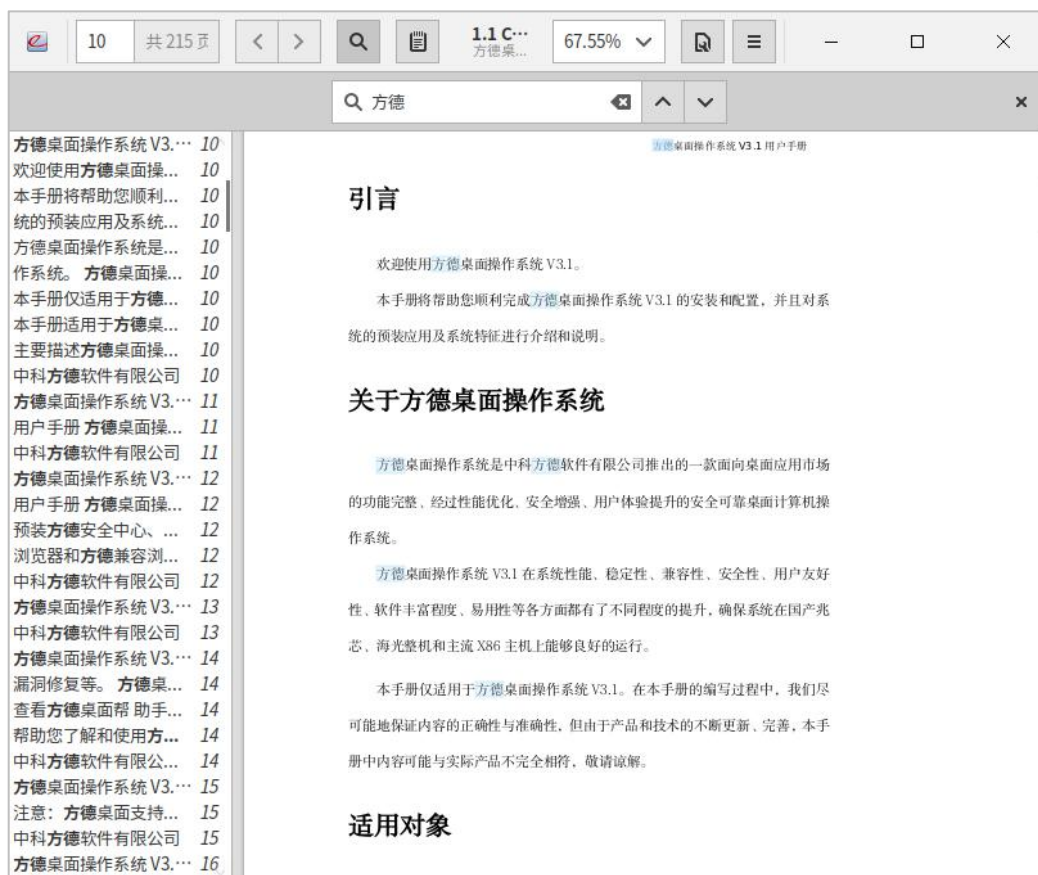 10 共 215 页 1.1 C… 67.55%
方德桌…
方德
方德桌面操作系统 V3.… 10
欢迎使用方德桌面操... 10
本手册将帮助您顺利... 10
统的预装应用及系统... 10
方德桌面操作系统是... 10
作系统。 方德桌面操... 10
本手册仅适用于方德... 10
本手册适用于方德桌... 10
主要描述方德桌面操... 10
中科方德软件有限公司 10
方德桌面操作系统 V3.… 11
用户手册 方德桌面操... 11
中科方德软件有限公司 11
方德桌面操作系统 V3.… 12
用户手册 方德桌面操... 12
预装方德安全中心、... 12
浏览器和方德兼容浏... 12
中科方德软件有限公司 12
方德桌面操作系统 V3.… 13
中科方德软件有限公司 13
方德桌面操作系统 V3.… 14
漏洞修复等。 方德桌... 14
查看方德桌面帮 助手... 14
帮助您了解和使用方... 14
中科方德软件有限公... 14
方德桌面操作系统 V3.… 15
注意：方德桌面支持... 15
中科方德软件有限公司 15
方德桌面操作系统 V3.… 16
方德桌面操作系统 V3.1 用户手册
引言
欢迎使用方德桌面操作系统 V3.1。
本手册将帮助您顺利完成方德桌面操作系统 V3.1 的安装和配置，并且对系
统的预装应用及系统特征进行介绍和说明。
关于方德桌面操作系统
方德桌面操作系统是中科方德软件有限公司推出的一款面向桌面应用市场
的功能完整、经过性能优化、安全增强、用户体验提升的安全可靠桌面计算机操
作系统。
方德桌面操作系统 V3.1 在系统性能、稳定性、兼容性、安全性、用户友好
性、软件丰富程度、易用性等各方面都有了不同程度的提升，确保系统在国产兆
芯、海光整机和主流 X86 主机上能够良好的运行。
本手册仅适用于方德桌面操作系统 V3.1。在本手册的编写过程中，我们尽
可能地保证内容的正确性与准确性，但由于产品和技术的不断更新、完善，本手
册中内容可能与实际产品不完全相符，敬请谅解。
适用对象